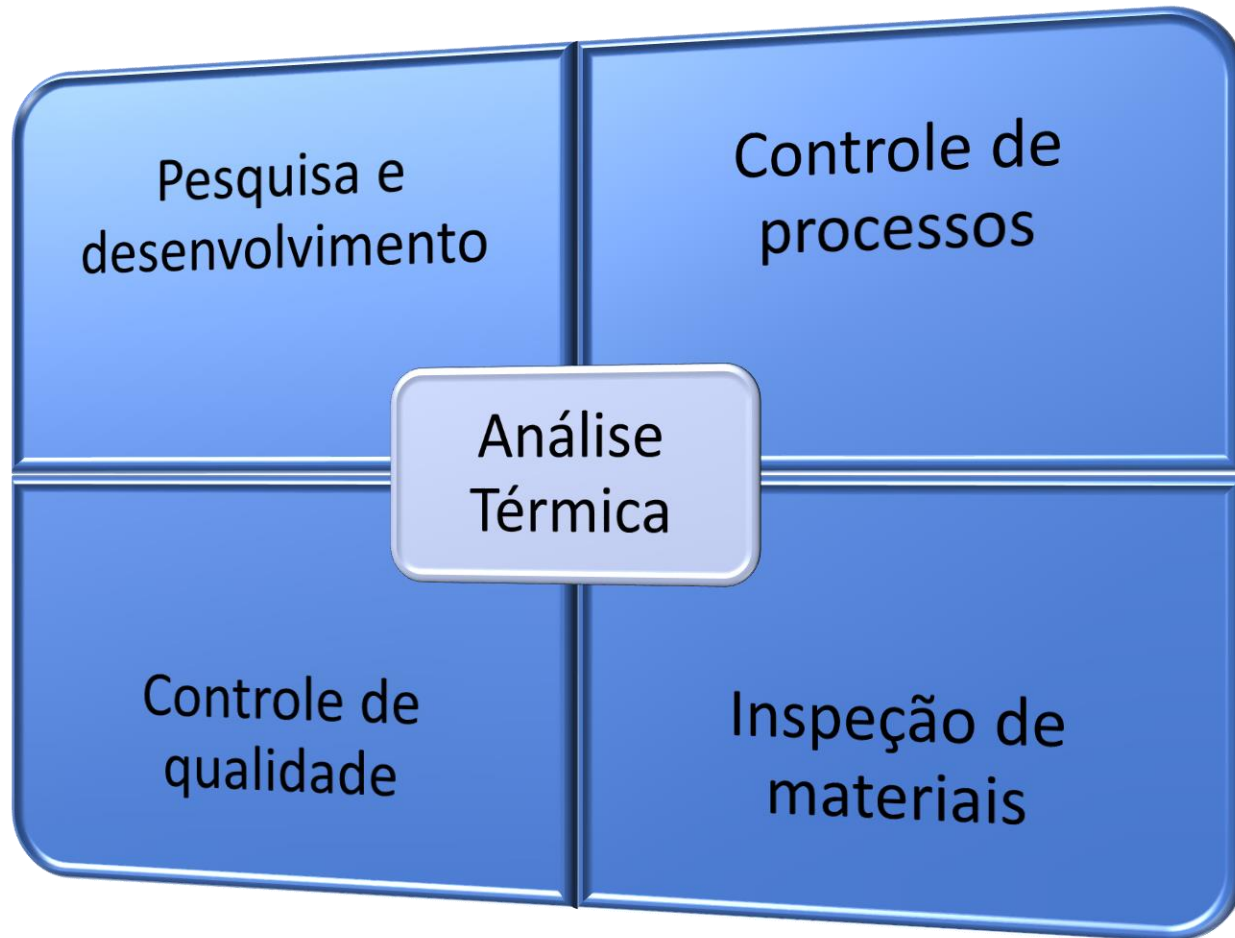 Pesquisa e
desenvolvimento
Controle de
processos
Análise
Térmica
Controle de
qualidade
Inspeção de
materiais